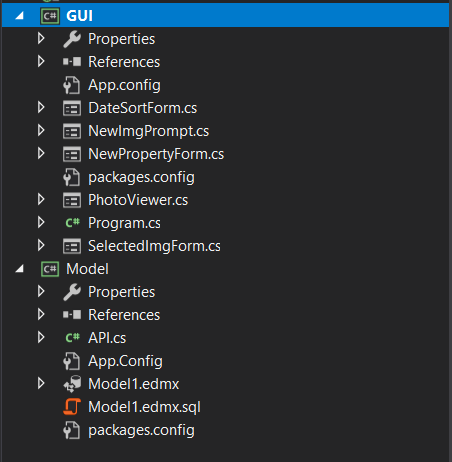 C# GUI
Properties
References
App.config
DateSortForm.cs
NewImgPrompt.cs
NewPropertyForm.cs
packages.config
PhotoViewer.cs
C# Program.cs
SelectedImgForm.cs
C# Model
Properties
References
C# API.cs
App.Config
Model1.edmx
Model1.edmx.sql
packages.config